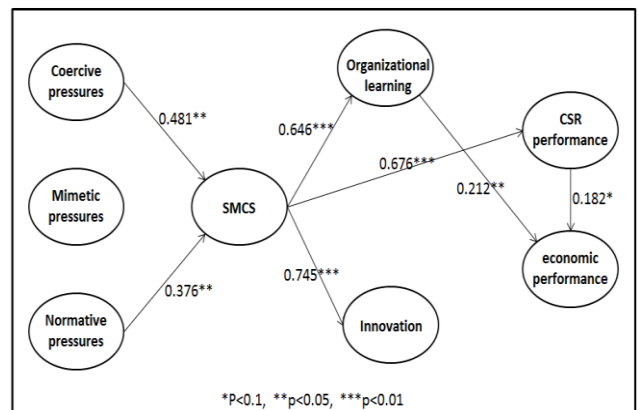 Coercive
pressures
Organizational
learning
CSR
performance
0.481**
0.646***
0.676***
Mimetic
pressures
SMCS
0.212**
0.182*
economic
performance
0.376**
0.745***
Normative
pressures
Innovation
*P<0.1, **p<0.05, ***p<0.01